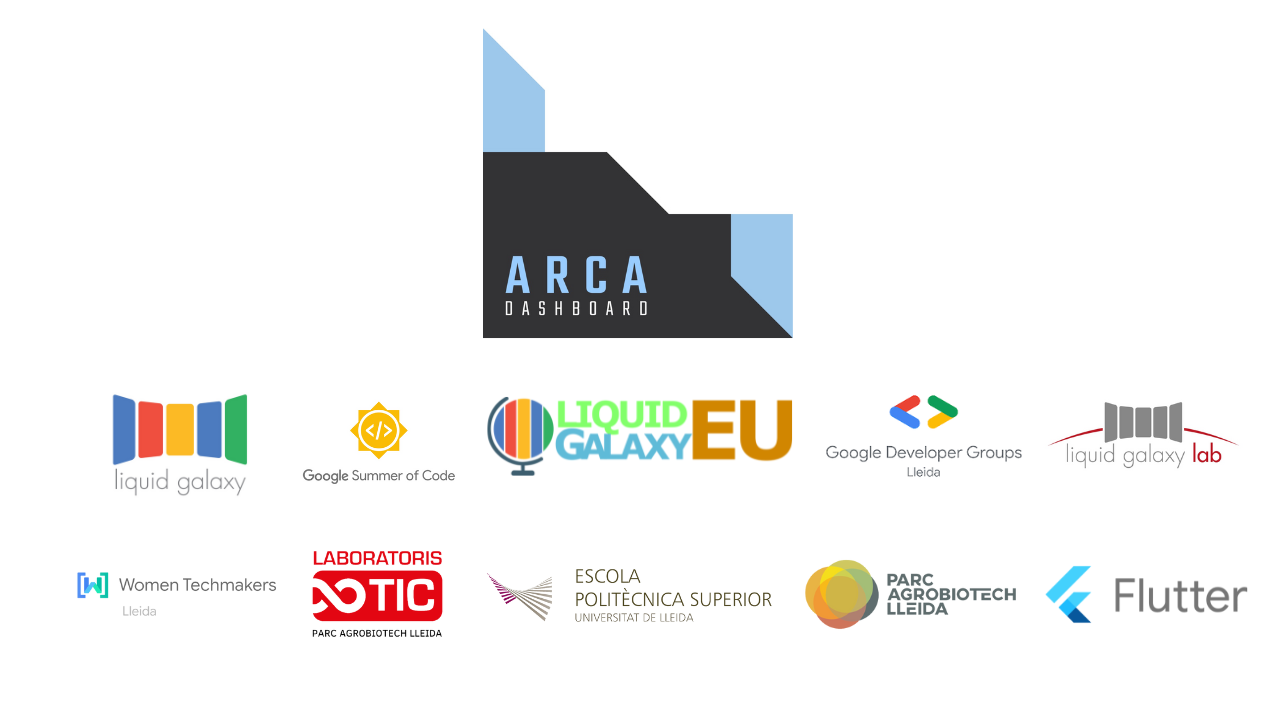 ARCA
DASHBOARD
liquid galaxy
Google Summer of Code
LIQUID
GALAXY EU
Google Developer Groups
Lleida
liquid galaxy lab
Women Techmakers
Lleida
LABORATORIS
TIC
PARC AGROBIOTECH LLEIDA
ESCOLA
POLITÈCNICA SUPERIOR
UNIVERSITAT DE LLEIDA
PARC
AGROBIOTECH
LLEIDA
Flutter